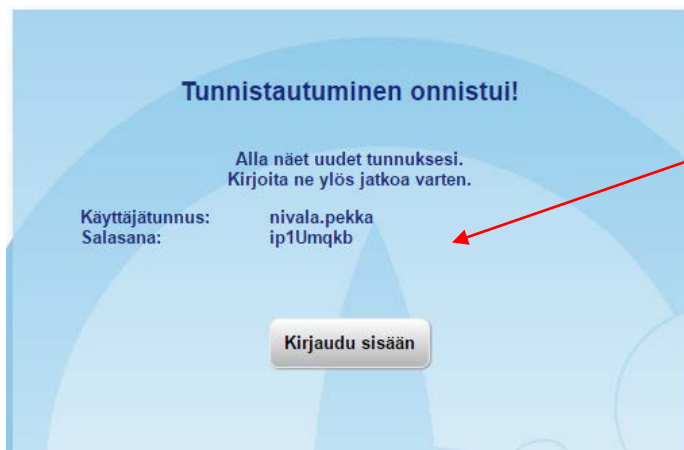 Tunnistautuminen onnistui!
Alla näet uudet tunnuksesi.
Kirjoita ne ylös jatkoa varten.
Käyttäjätunnus: nivala.pekka
Salasana: ip1Umqkb
Kirjaudu sisään